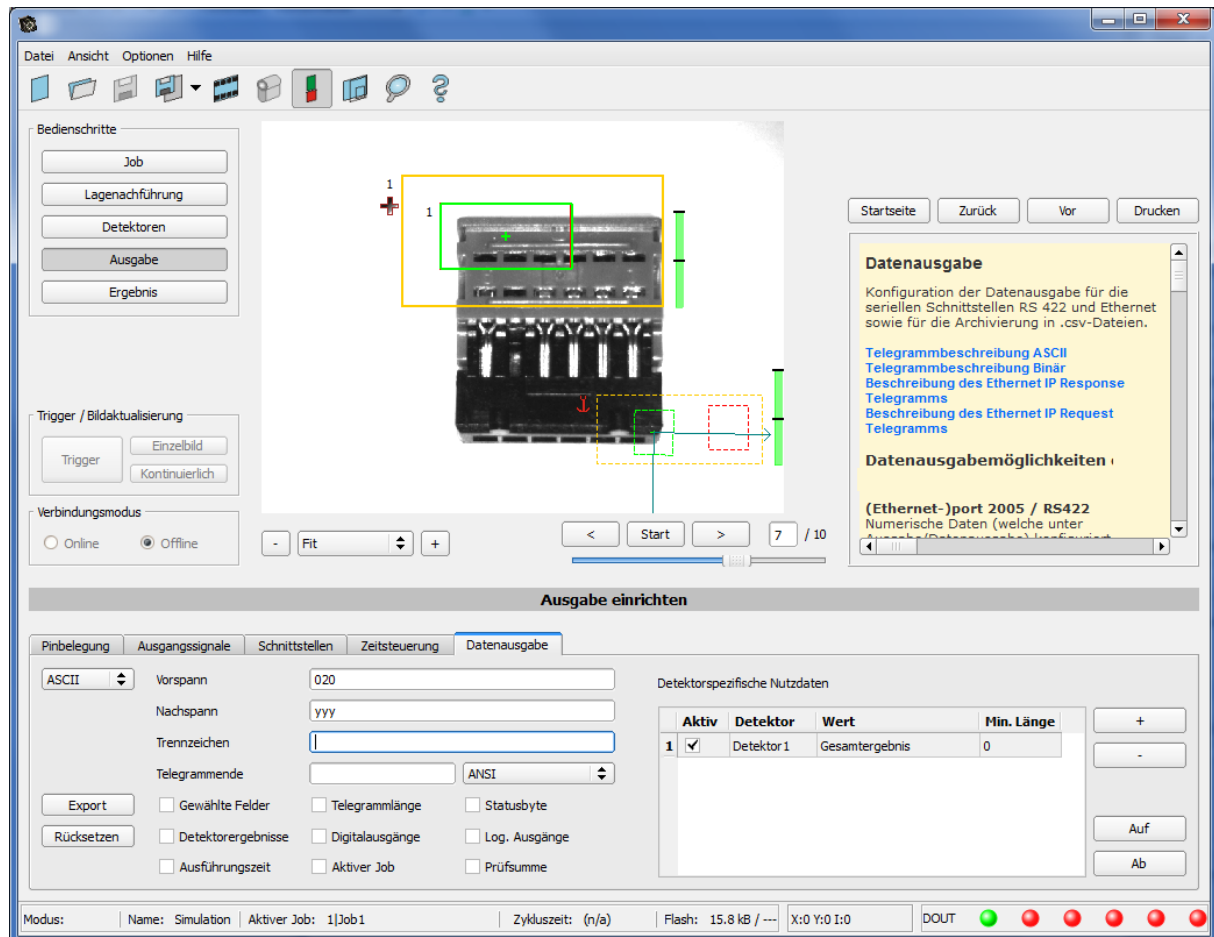 Datei Ansicht Optionen Hilfe
Bedienschritte
Job
Lagenachführung
Detektoren
Ausgabe
Ergebnis
Trigger / Bildaktualisierung
Trigger
Einzelbild
Kontinuierlich
Verbindungsmodus
Online Offline
1
1
- Fit +
< Start > 7 / 10
Startseite Zurück Vor Drucken
Datenausgabe
Konfiguration der Datenausgabe für die
seriellen Schnittstellen RS 422 und Ethernet
sowie für die Archivierung in .csv-Dateien.
Telegrammbeschreibung ASCII
Telegrammbeschreibung Binär
Beschreibung des Ethernet IP Response
Telegramms
Beschreibung des Ethernet IP Request
Telegramms
Datenausgabemöglichkeiten
(Ethernet-)port 2005 / RS422
Numerische Daten (welche unter
Ausgabe/Datenausgabe) konfiguriert
Ausgabe einrichten
Pinbelegung Ausgangssignale Schnittstellen Zeitsteuerung Datenausgabe
ASCII
Vorspann 020
Nachspann yyy
Trennzeichen
Telegrammende ANSI
Export Gewählte Felder Telegrammlänge Statusbyte
Rücksetzen Detektorergebnisse Digitalausgänge Log. Ausgänge
Ausführungszeit Aktiver Job Prüfsumme
Detektorspezifische Nutzdaten
Aktiv Detektor Wert Min. Länge
1 Detektor1 Gesamtergebnis 0
+
-
Auf
Ab
Modus: Name: Simulation Aktiver Job: 1|Job1 Zykluszeit: (n/a) Flash: 15.8 kB / --- X:0 Y:0 I:0 DOUT